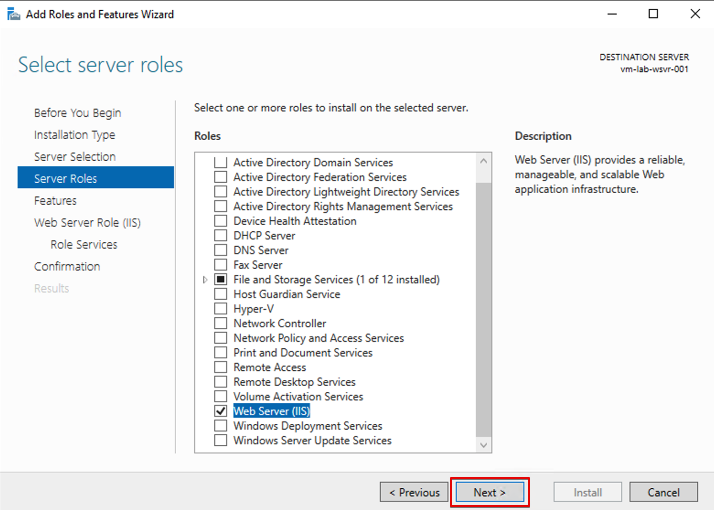 Add Roles and Features Wizard
Select server roles
DESTINATION SERVER
vm-lab-wsvr-001
Before You Begin
Installation Type
Server Selection
Server Roles
Features
Web Server Role (IIS)
Role Services
Confirmation
Results
Select one or more roles to install on the selected server.
Roles
Active Directory Domain Services
Active Directory Federation Services
Active Directory Lightweight Directory Services
Active Directory Rights Management Services
Device Health Attestation
DHCP Server
DNS Server
Fax Server
File and Storage Services (1 of 12 installed)
Host Guardian Service
Hyper-V
Network Controller
Network Policy and Access Services
Print and Document Services
Remote Access
Remote Desktop Services
Volume Activation Services
Web Server (IIS)
Windows Deployment Services
Windows Server Update Services
Description
Web Server (IIS) provides a reliable,
manageable, and scalable Web
application infrastructure.
< Previous
Next >
Install
Cancel